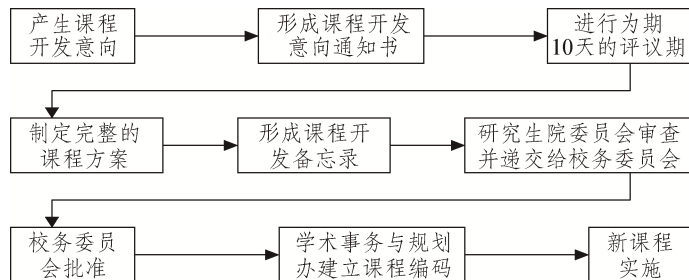 产生课程
开发意向
形成课程开发
意向通知书
进行为期
10天的评议期
制定完整的
课程方案
形成课程开
发备忘录
研究生院委员会审查
并递交给校务委员会
校务委员
会批准
学术事务与规划
办建立课程编码
新课程
实施